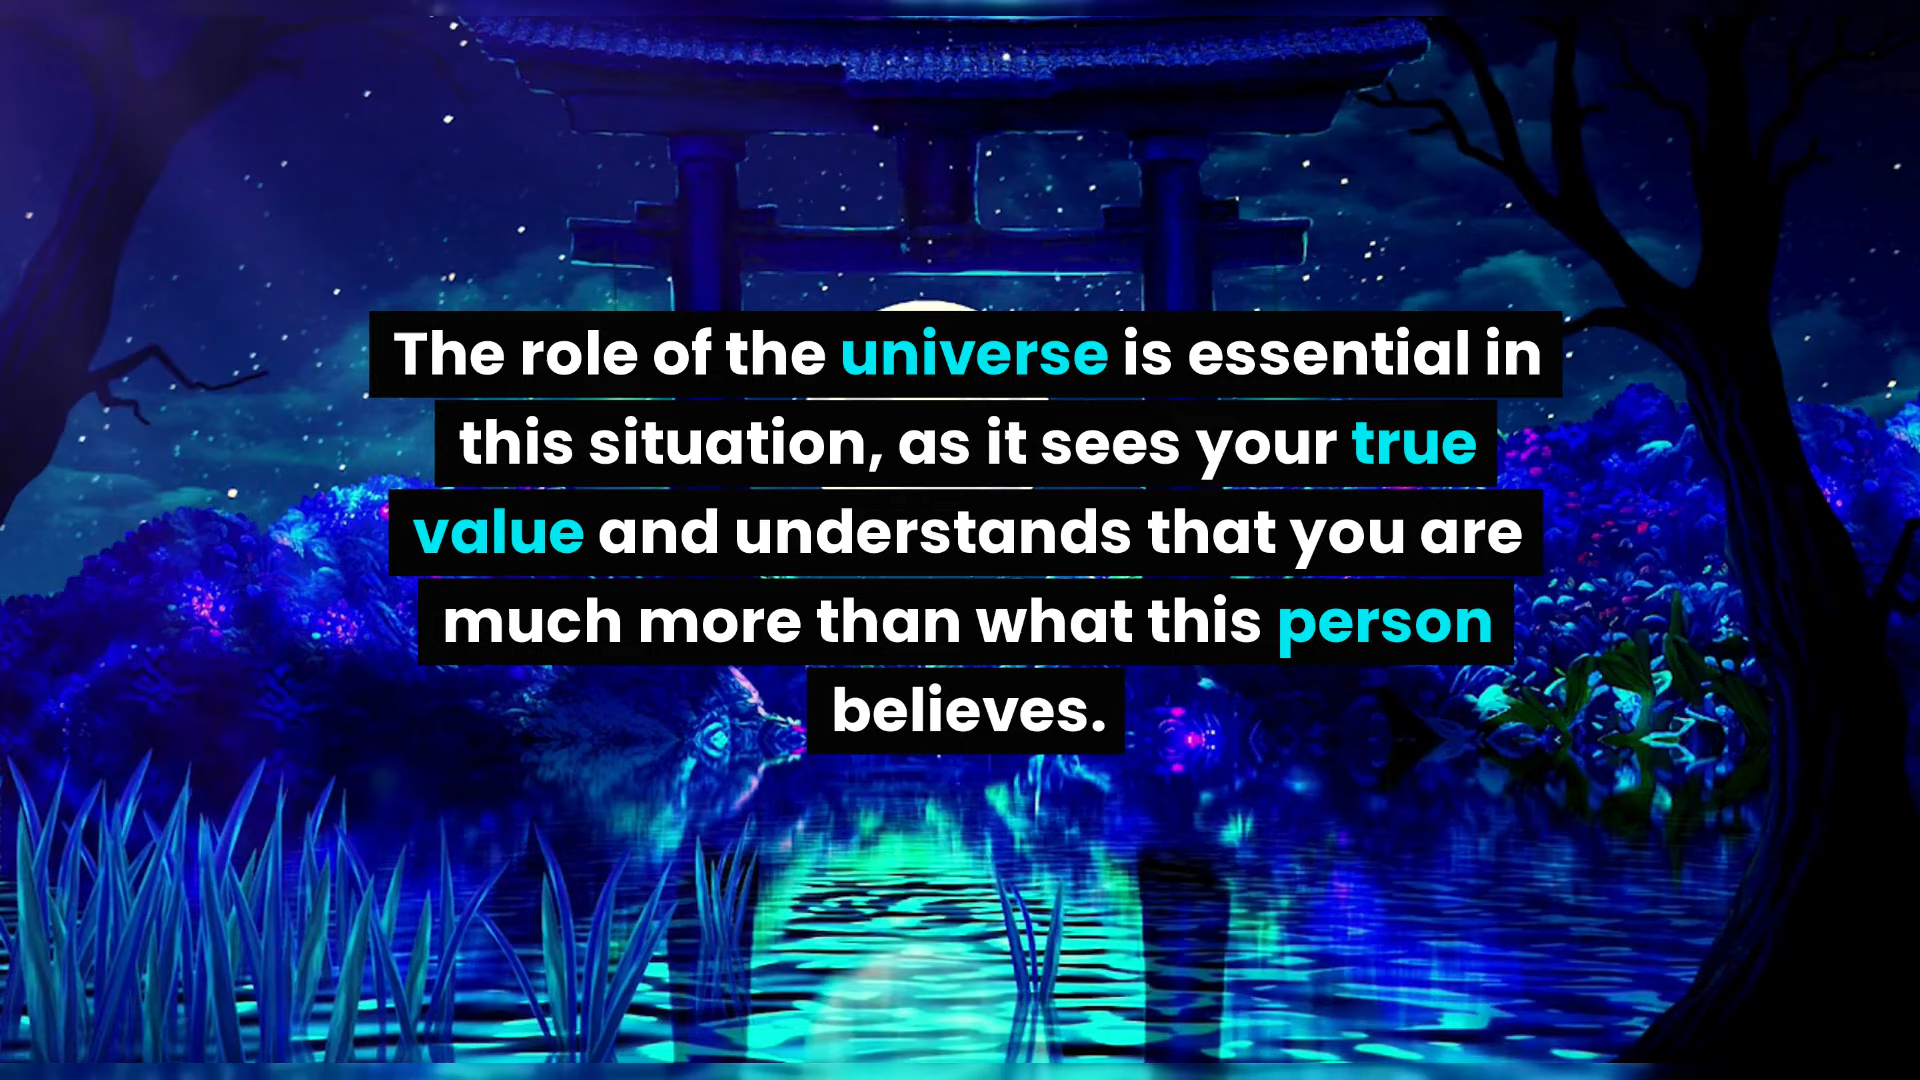 The role of the universe is essential in
this situation, as it sees your true
value and understands that you are
much more than what this person
believes.